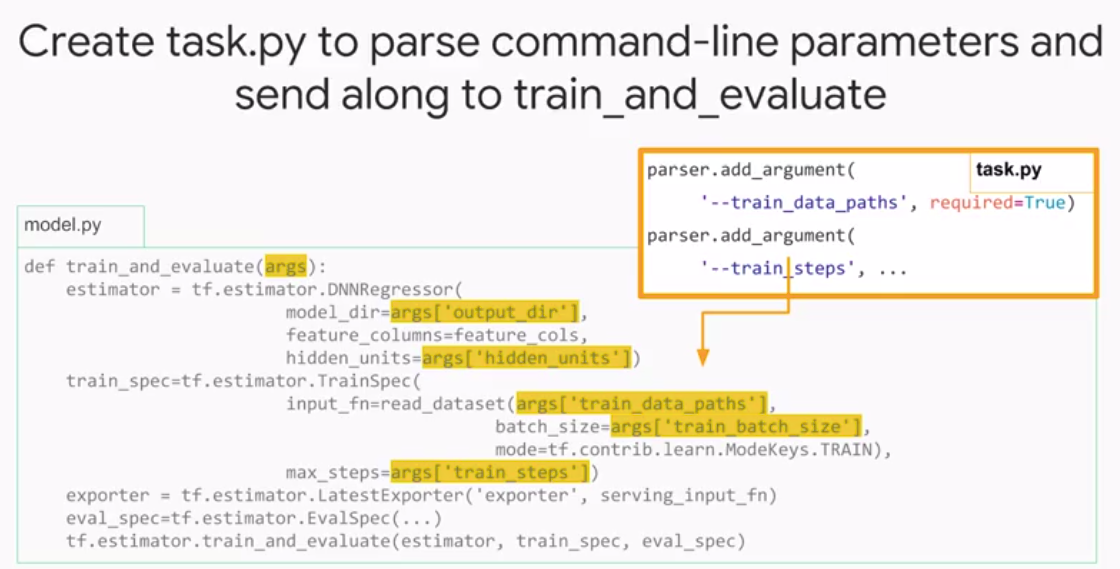 Create task.py to parse command-line parameters and
send along to train_and_evaluate
task.py
parser.add_argument(
'--train_data_paths', required=True)
parser.add_argument(
'--train_steps', ...
model.py
def train_and_evaluate(args):
estimator = tf.estimator.DNNRegressor(
model_dir=args['output_dir'],
feature_columns=feature_cols,
hidden_units=args['hidden_units'])
train_spec=tf.estimator.TrainSpec(
input_fn=read_dataset(args['train_data_paths'],
batch_size=args['train_batch_size'],
mode=tf.contrib.learn.ModeKeys.TRAIN),
max_steps=args['train_steps'])
exporter = tf.estimator.LatestExporter('exporter', serving_input_fn)
eval_spec=tf.estimator.EvalSpec(...)
tf.estimator.train_and_evaluate(estimator, train_spec, eval_spec)